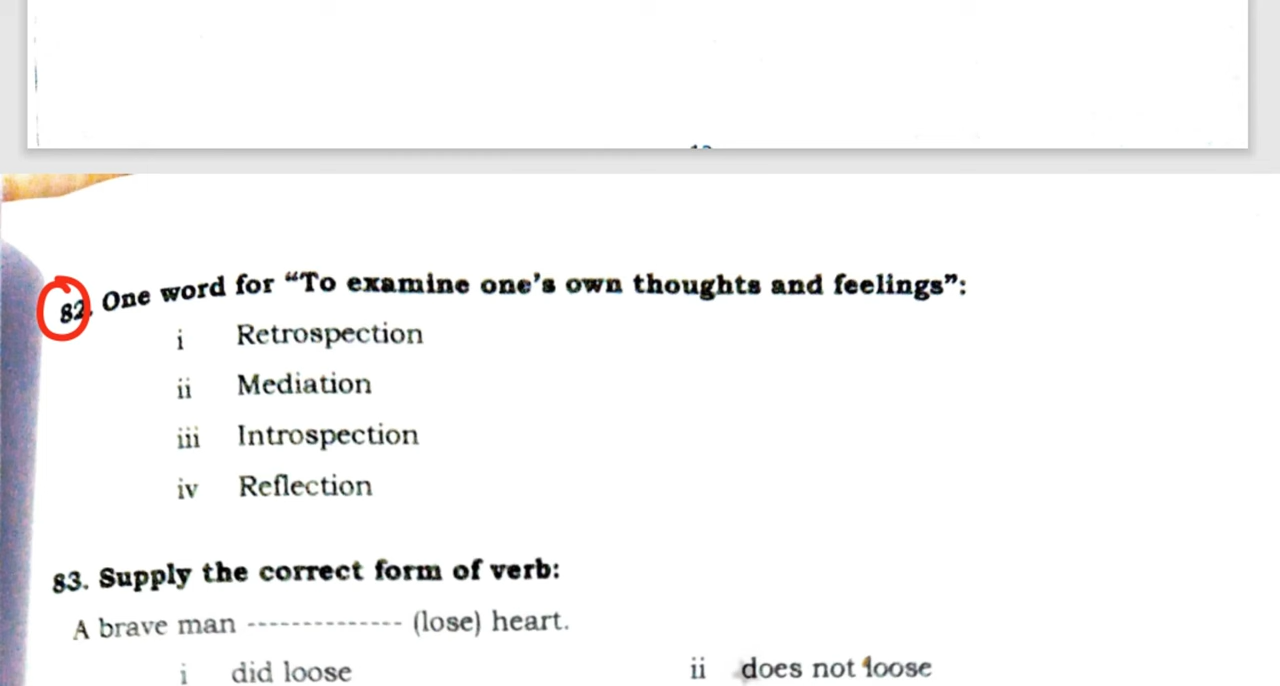 82. One word for “To examine one’s own thoughts and feelings”:
i Retrospection
ii Mediation
iii Introspection
iv Reflection
83. Supply the correct form of verb:
A brave man -------------- (lose) heart.
i did loose ii does not loose